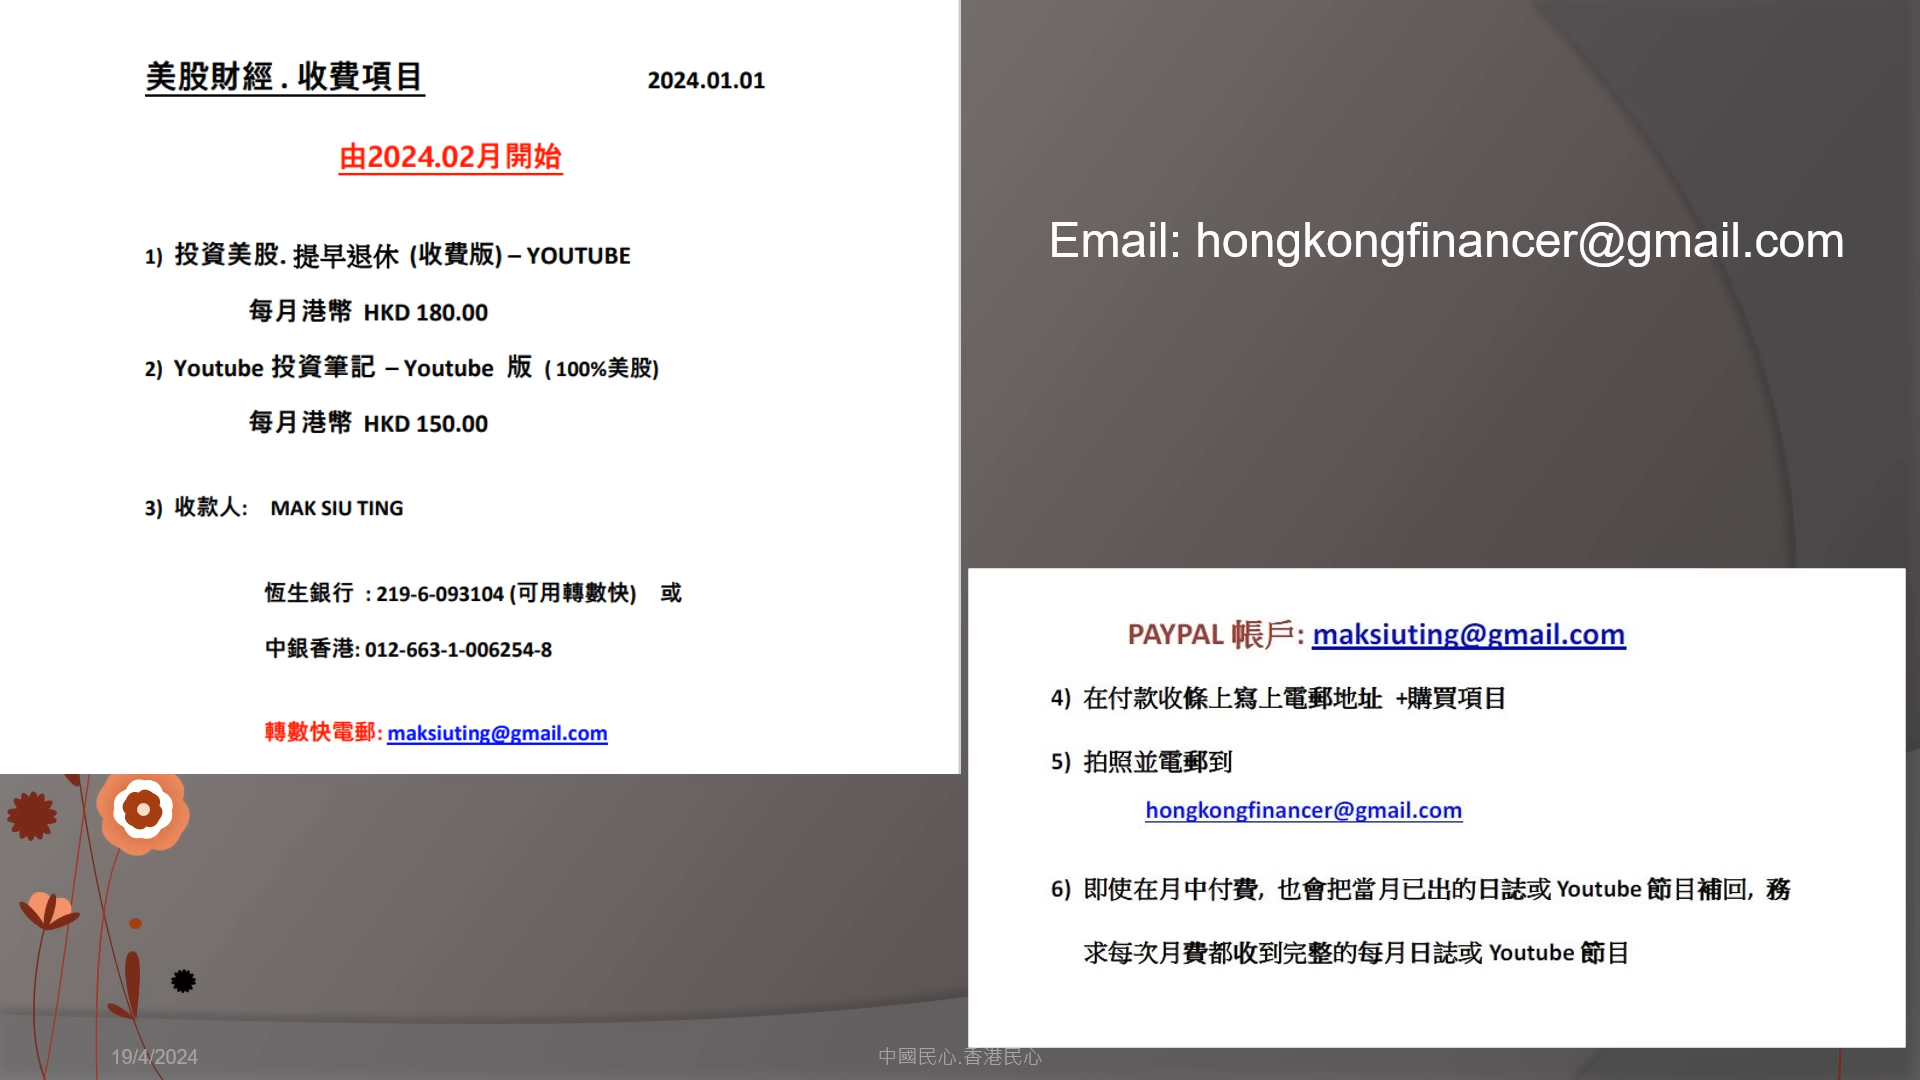 美股財經 . 收費項目
2024.01.01
由2024.02月開始
1) 投資美股. 提早退休 (收費版) – YOUTUBE
每月港幣 HKD 180.00
2) Youtube 投資筆記 – Youtube 版 ( 100%美股)
每月港幣 HKD 150.00
3) 收款人: MAK SIU TING
恆生銀行 : 219-6-093104 (可用轉數快) 或
中銀香港: 012-663-1-006254-8
轉數快電郵: maksiuting@gmail.com
Email: hongkongfinancer@gmail.com
PAYPAL 帳戶: maksiuting@gmail.com
4) 在付款收條上寫上電郵地址 +購買項目
5) 拍照並電郵到
hongkongfinancer@gmail.com
6) 即使在月中付費, 也會把當月已出的日誌或 Youtube 節目補回, 務
求每次月費都收到完整的每月日誌或 Youtube 節目
19/4/2024
中國民心.香港民心